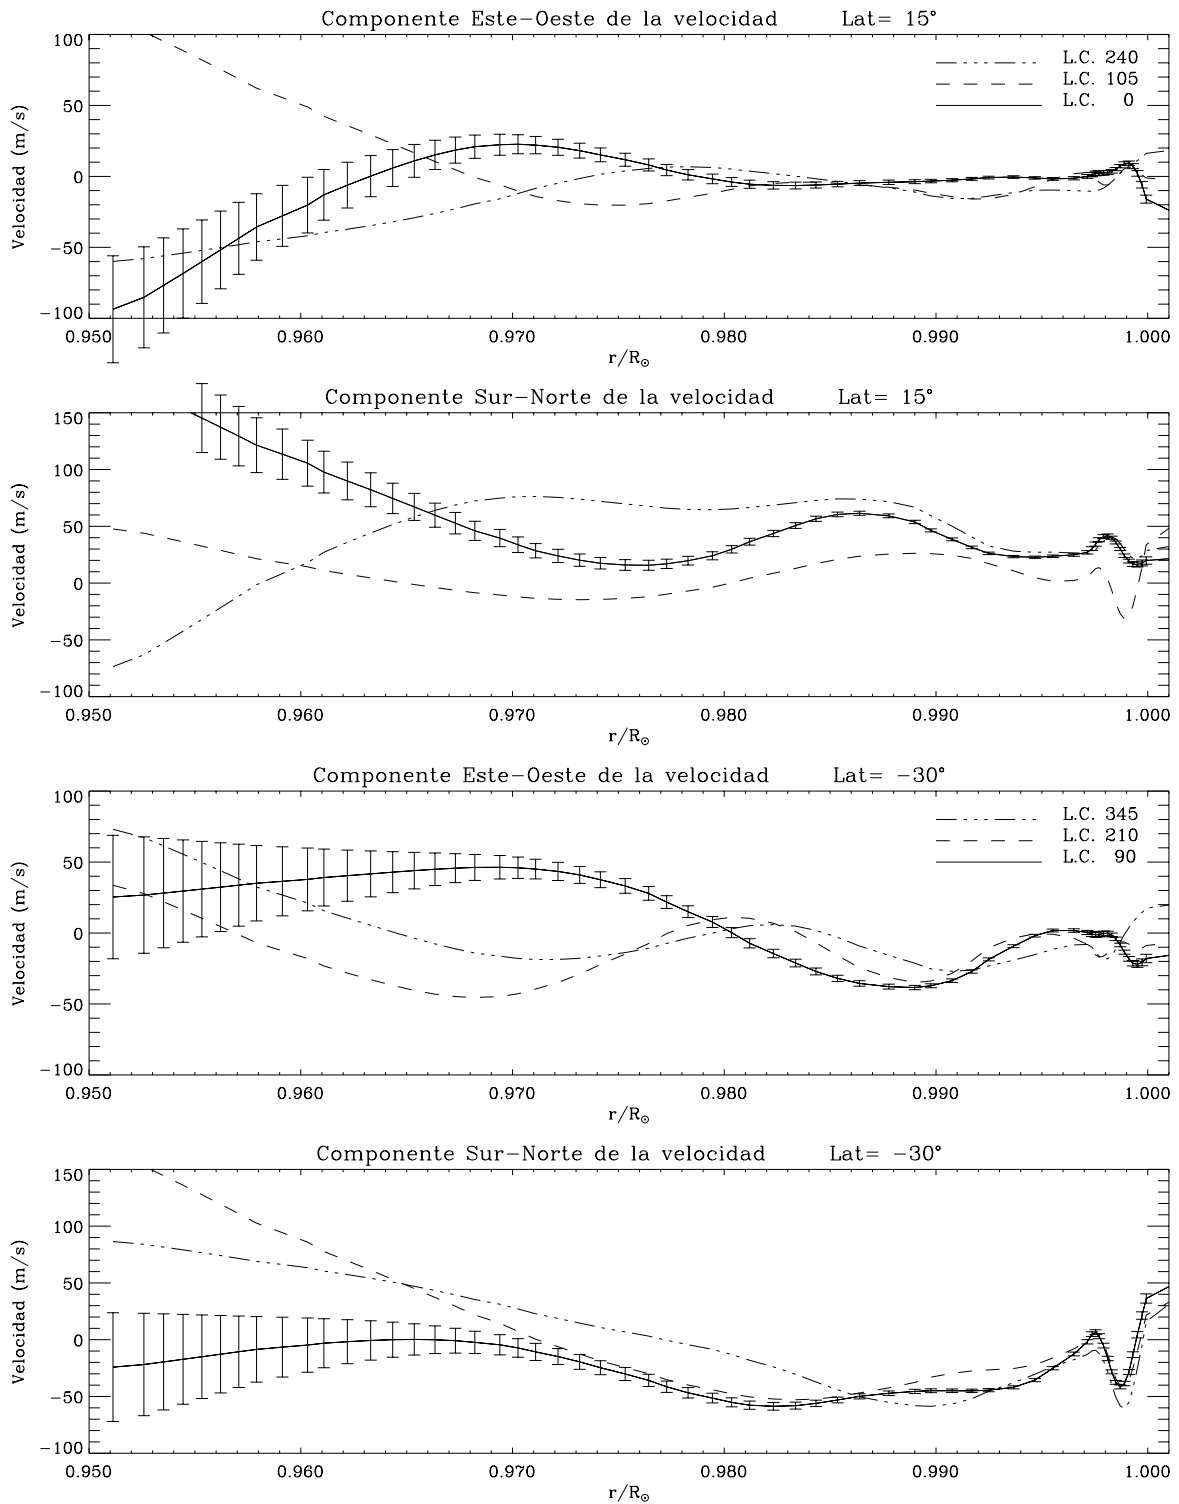 Componente Este-Oeste de la velocidad Lat= 15°
L.C. 240
L.C. 105
L.C. 0
Velocidad (m/s)
100
50
0
-50
-100
0.950 0.960 0.970 0.980 0.990 1.000
r/R⊙
Componente Sur-Norte de la velocidad Lat= 15°
Velocidad (m/s)
150
100
50
0
-50
-100
0.950 0.960 0.970 0.980 0.990 1.000
r/R⊙
Componente Este-Oeste de la velocidad Lat= -30°
L.C. 345
L.C. 210
L.C. 90
Velocidad (m/s)
100
50
0
-50
-100
0.950 0.960 0.970 0.980 0.990 1.000
r/R⊙
Componente Sur-Norte de la velocidad Lat= -30°
Velocidad (m/s)
150
100
50
0
-50
-100
0.950 0.960 0.970 0.980 0.990 1.000
r/R⊙